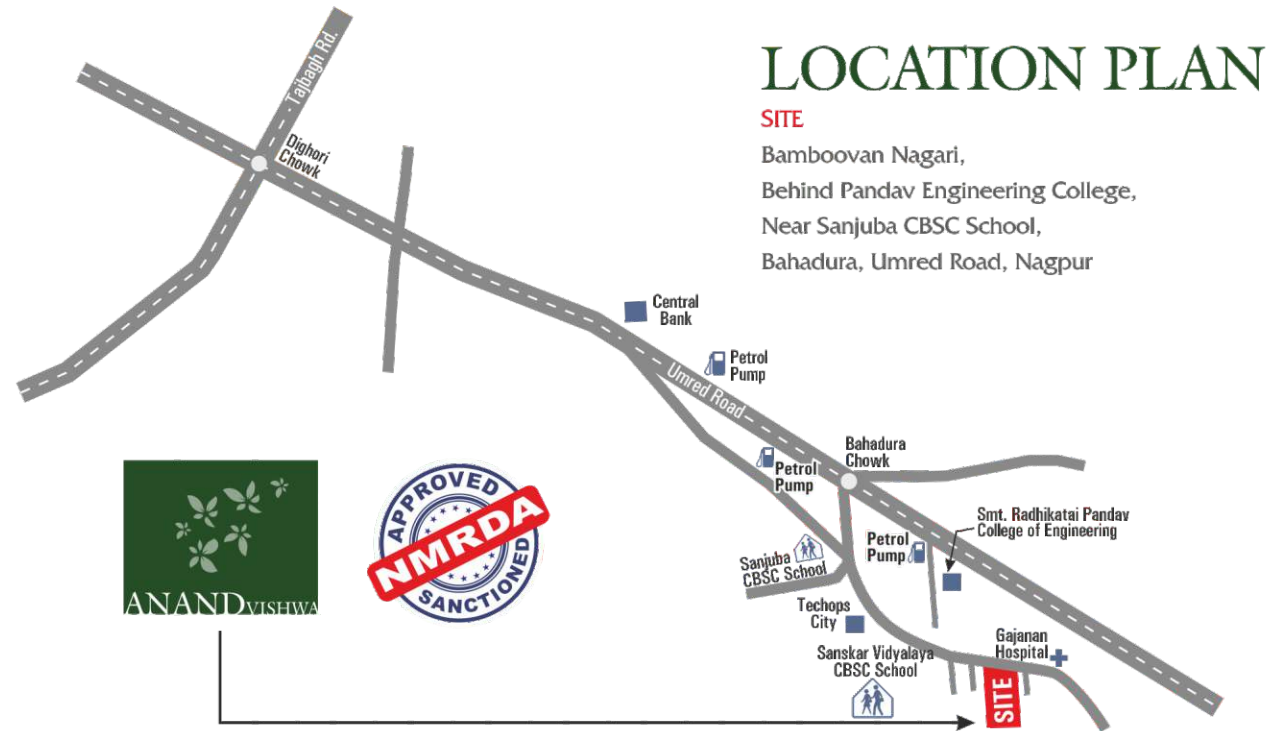 LOCATION PLAN
SITE
Bamboovan Nagari,
Behind Pandav Engineering College,
Near Sanjuba CBSC School,
Bahadura, Umred Road, Nagpur
Tajbagh Rd.
Dighori
Chowk
Central
Bank
Petrol
Pump
Umred Road
Bahadura
Chowk
Petrol
Pump
Smt. Radhikatai Pandav
College of Engineering
Petrol
Pump
Sanjuba
CBSC School
Techops
City
Gajanan
Hospital
Sanskar Vidyalaya
CBSC School
SITE
ANANDVISHWA
APPROVED
NMRDA
SANCTIONED